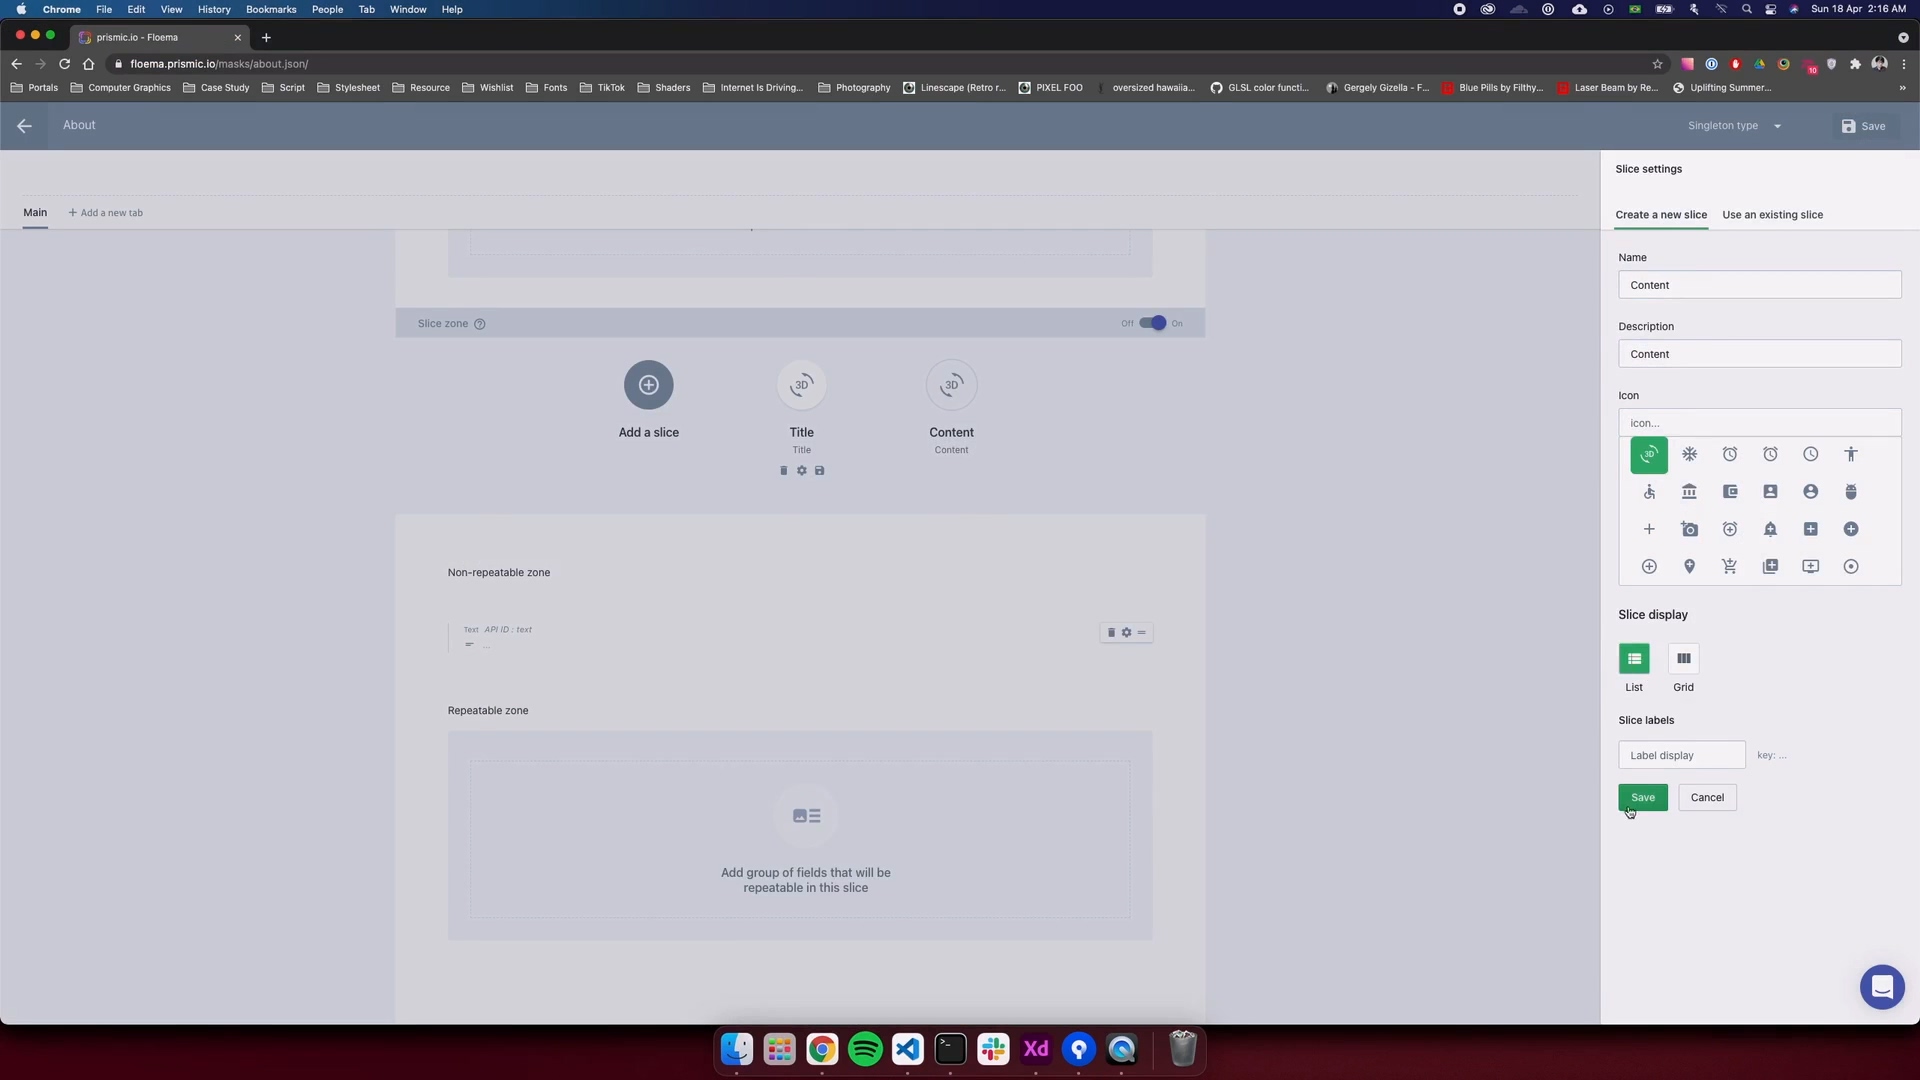 Chrome File Edit View History Bookmarks People Tab Window Help
Sun 18 Apr 2:16 AM
prismic.io - Floema
floema.prismic.io/masks/about.json/
10
Portals Computer Graphics Case Study Script Stylesheet Resource Wishlist Fonts TikTok Shaders Internet Is Driving... Photography Linescape (Retro r... PIXEL FOO oversized hawaiia... GLSL color functi... Gergely Gizella - F... Blue Pills by Filthy... Laser Beam by Re... Uplifting Summer... »
About
Singleton type
Save
Slice settings
Main
+ Add a new tab
Create a new slice
Use an existing slice
Name
Content
Slice zone
Off
On
Description
Content
3D
3D
Icon
icon...
Add a slice
Title
Content
Title
Content
3D
Non-repeatable zone
Text API ID : text
...
Slice display
List
Grid
Repeatable zone
Slice labels
Label display
key: ...
Save
Cancel
Add group of fields that will be
repeatable in this slice
Xd